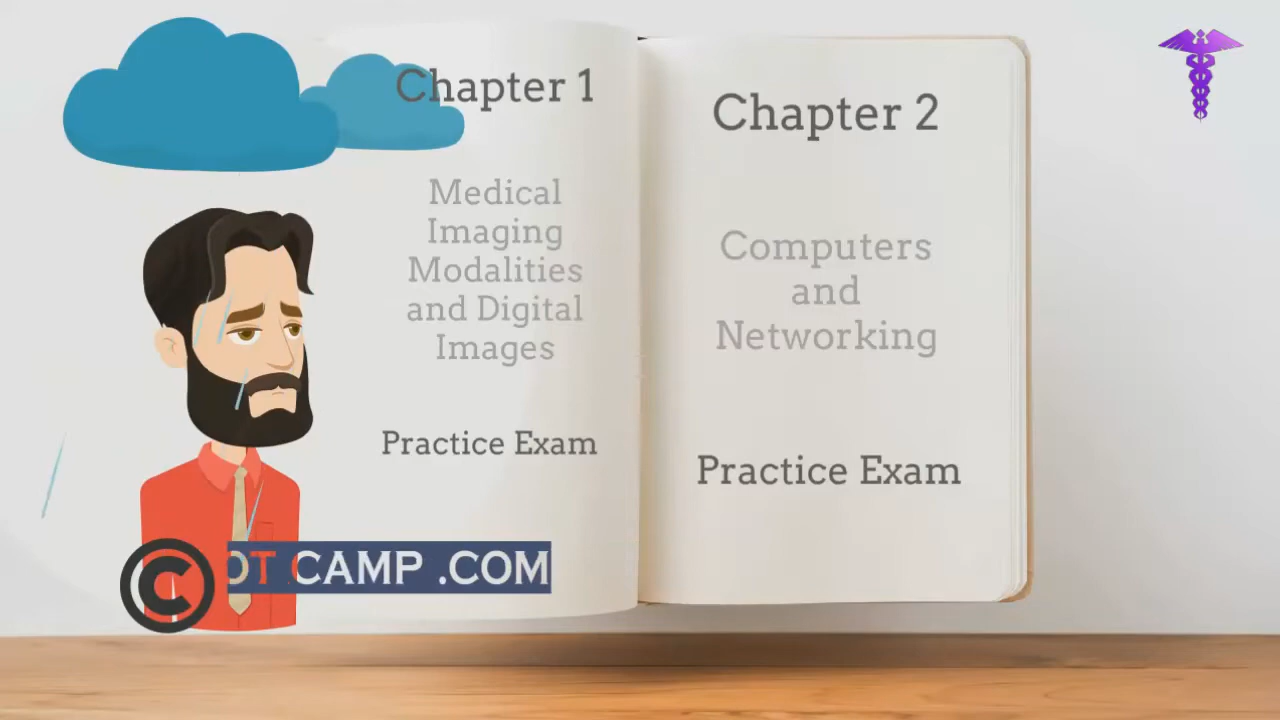 Chapter 1
Medical
Imaging
Modalities
and Digital
Images
Practice Exam
Chapter 2
Computers
and
Networking
Practice Exam
©
OT CAMP .COM